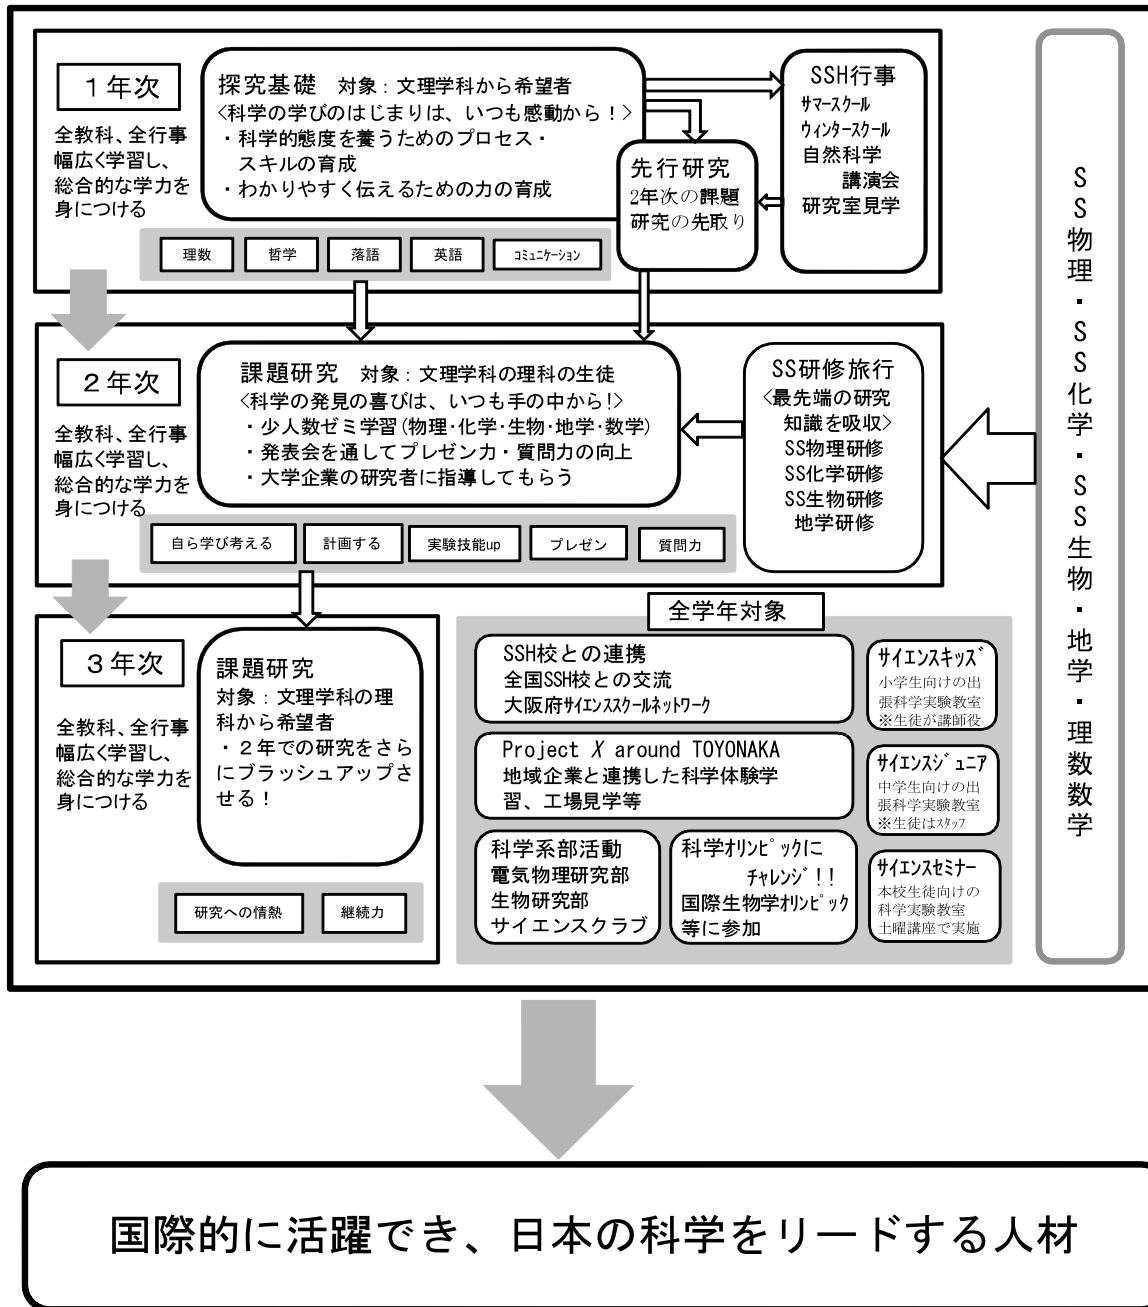 1年次
全教科、全行事
幅広く学習し、
総合的な学力を
身につける
探究基礎　対象：文理学科から希望者
<科学の学びのはじまりは、いつも感動から！>
・科学的態度を養うためのプロセス・
スキルの育成
・わかりやすく伝えるための力の育成
先行研究
2年次の課題
研究の先取り
SSH行事
ｻﾏｰｽｸｰﾙ
ｳｨﾝﾀｰｽｸｰﾙ
自然科学
講演会
研究室見学
理数
哲学
落語
英語
ｺﾐｭﾆｹｰｼｮﾝ
2年次
全教科、全行事
幅広く学習し、
総合的な学力を
身につける
課題研究　対象：文理学科の理科の生徒
<科学の発見の喜びは、いつも手の中から!>
・少人数ゼミ学習(物理･化学･生物･地学･数学)
・発表会を通してプレゼン力・質問力の向上
・大学企業の研究者に指導してもらう
SS研修旅行
<最先端の研究
知識を吸収>
SS物理研修
SS化学研修
SS生物研修
地学研修
自ら学び考える
計画する
実験技能up
プレゼン
質問力
3年次
全教科、全行事
幅広く学習し、
総合的な学力を
身につける
課題研究
対象：文理学科の理
科から希望者
・２年での研究をさら
にブラッシュアップさ
せる！
研究への情熱
継続力
全学年対象
SSH校との連携
全国SSH校との交流
大阪府ｻｲｴﾝｽｽｸｰﾙﾈｯﾄﾜｰｸ
Project X around TOYONAKA
地域企業と連携した科学体験学
習、工場見学等
科学系部活動
電気物理研究部
生物研究部
サイエンスクラブ
科学ｵﾘﾝﾋﾟｯｸに
ﾁｬﾚﾝｼﾞ!!
国際生物学ｵﾘﾝﾋﾟｯｸ
等に参加
ｻｲｴﾝｽｷｯｽﾞ
小学生向けの出
張科学実験教室
※生徒が講師役
ｻｲｴﾝｽｼﾞｭﾆｱ
中学生向けの出
張科学実験教室
※生徒はｽﾀｯﾌ
ｻｲｴﾝｽｾﾐﾅｰ
本校生徒向けの
科学実験教室
土曜講座で実施
SS物理・SS化学・SS生物・地学・理数数学
国際的に活躍でき、日本の科学をリードする人材